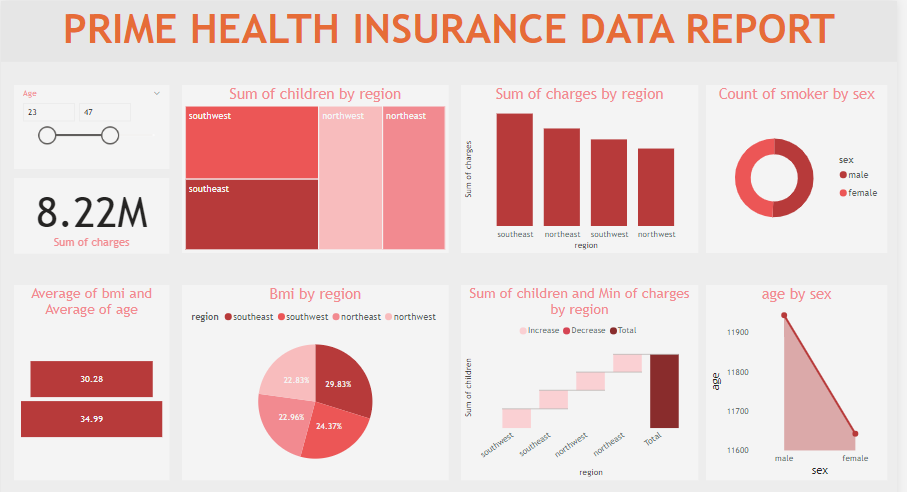 PRIME HEALTH INSURANCE DATA REPORT
Age
23
47
8.22M
Sum of charges
Sum of children by region
southwest
southeast
northwest
northeast
Sum of charges by region
Sum of charges
southeast
northeast
southwest
northwest
region
Count of smoker by sex
sex
male
female
Average of bmi and
Average of age
30.28
34.99
Bmi by region
region southeast southwest northeast northwest
29.83%
24.37%
22.96%
22.83%
Sum of children and Min of charges
by region
Increase Decrease Total
Sum of children
southwest
southeast
northwest
northeast
Total
region
age by sex
age
11900
11800
11700
11600
male
female
sex